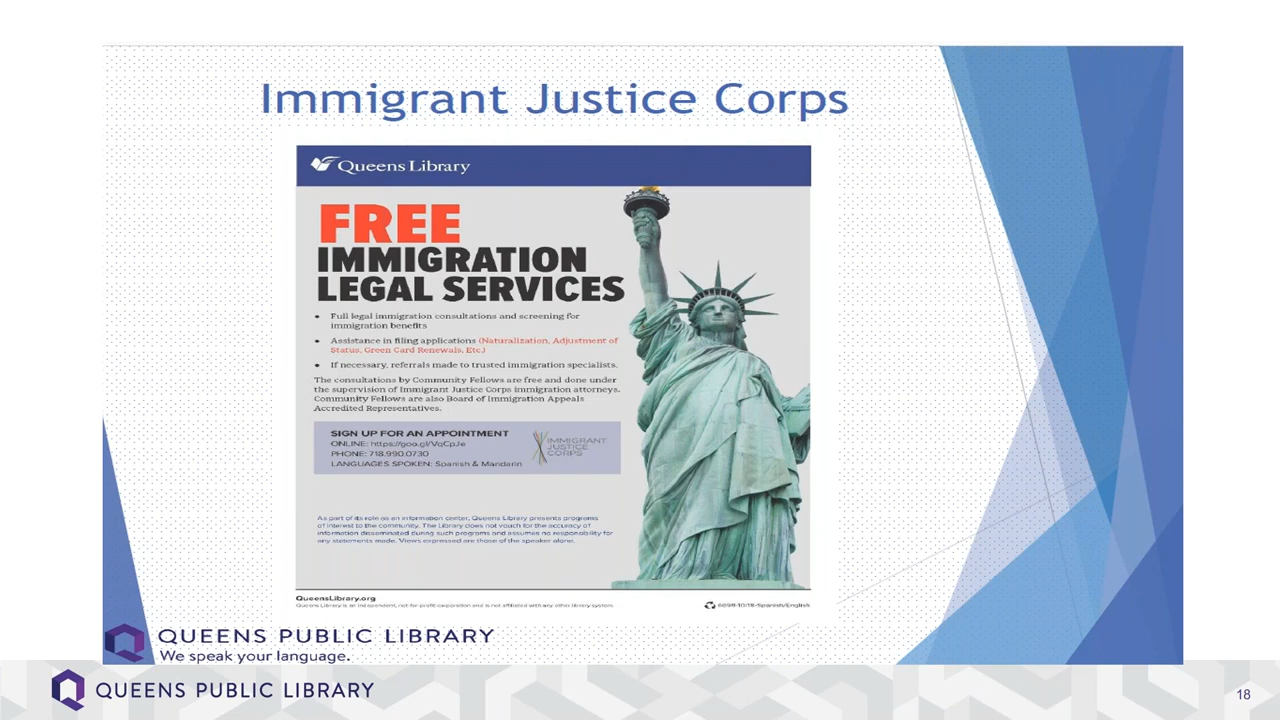 Immigrant Justice Corps
Queens Library
FREE
IMMIGRATION
LEGAL SERVICES
• Full legal immigration consultations and screening for
immigration benefits
• Assistance in filing applications (Naturalization, Adjustment of
Status, Green Card Renewals, Etc.)
• If necessary, referrals made to trusted immigration specialists.
The consultations by Community Fellows are free and done under
the supervision of Immigrant Justice Corps immigration attorneys.
Community Fellows are also Board of Immigration Appeals
Accredited Representatives.
SIGN UP FOR AN APPOINTMENT
ONLINE: https://goo.gl/VqCpJe
PHONE: 718.990.0730
LANGUAGES SPOKEN: Spanish & Mandarin
IMMIGRANT
JUSTICE
CORPS
As part of its role as an information center, Queens Library presents programs
of interest to the community. The Library does not vouch for the accuracy of
information disseminated during such programs and assumes no responsibility for
any statements made. Views expressed are those of the speaker alone.
QueensLibrary.org
Queens Library is an independent, not-for-profit corporation and is not affiliated with any other library system.
6698-10/18-Spanish/English
QUEENS PUBLIC LIBRARY
We speak your language.
QUEENS PUBLIC LIBRARY
18